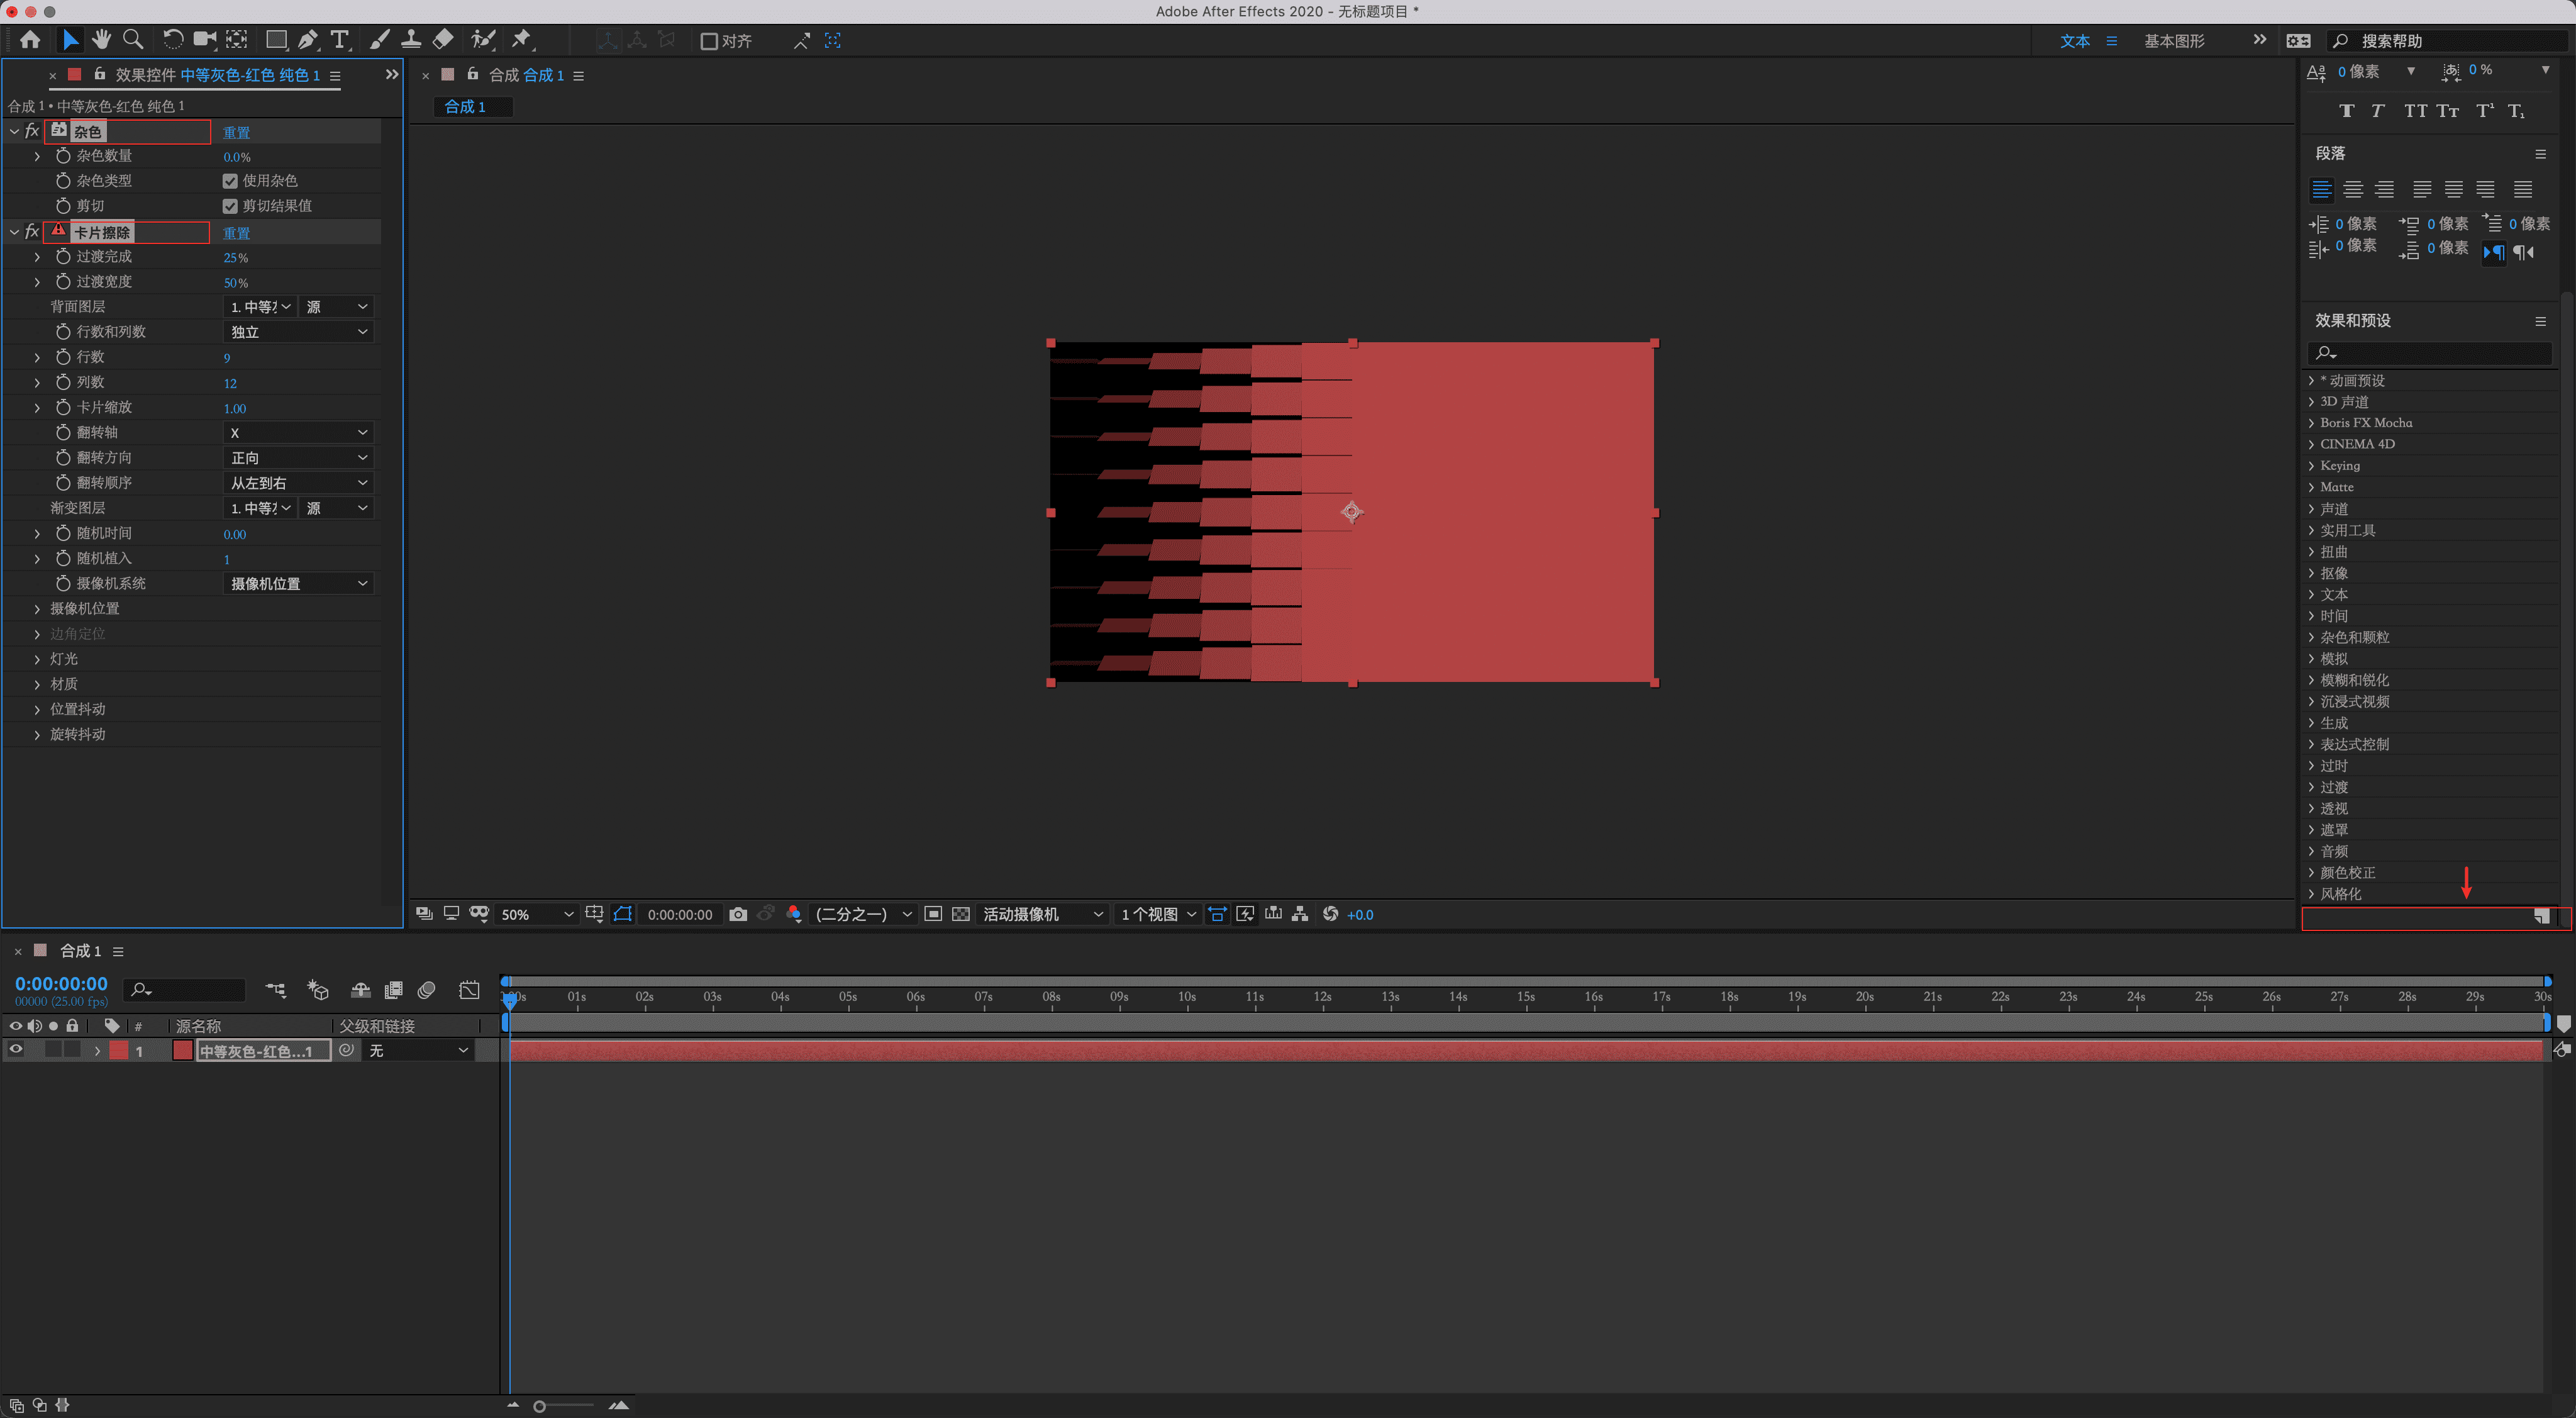 Adobe After Effects 2020 - 无标题项目 *
对齐
文本
基本图形
搜索帮助
效果控件 中等灰色-红色 纯色 1
合成 1 • 中等灰色-红色 纯色 1
fx 杂色 重置
杂色数量 0.0%
杂色类型 使用杂色
剪切 剪切结果值
fx 卡片擦除 重置
过渡完成 25%
过渡宽度 50%
背面图层 1. 中等灰 源
行数和列数 独立
行数 9
列数 12
卡片缩放 1.00
翻转轴 X
翻转方向 正向
翻转顺序 从左到右
渐变图层 1. 中等灰 源
随机时间 0.00
随机植入 1
摄像机系统 摄像机位置
摄像机位置
边角定位
灯光
材质
位置抖动
旋转抖动
合成 合成 1
合成 1
50%
0:00:00:00
(二分之一)
活动摄像机
1 个视图
+0.0
0 像素
0 %
T T TT Tт T¹ T₁
段落
0 像素 0 像素 0 像素
0 像素 0 像素
效果和预设
* 动画预设
3D 声道
Boris FX Mocha
CINEMA 4D
Keying
Matte
声道
实用工具
扭曲
抠像
文本
时间
杂色和颗粒
模拟
模糊和锐化
沉浸式视频
生成
表达式控制
过时
过渡
透视
遮罩
音频
颜色校正
风格化
合成 1
0:00:00:00
00000 (25.00 fps)
:00s 01s 02s 03s 04s 05s 06s 07s 08s 09s 10s 11s 12s 13s 14s 15s 16s 17s 18s 19s 20s 21s 22s 23s 24s 25s 26s 27s 28s 29s 30s
# 源名称 父级和链接
1 中等灰色-红色...1 无